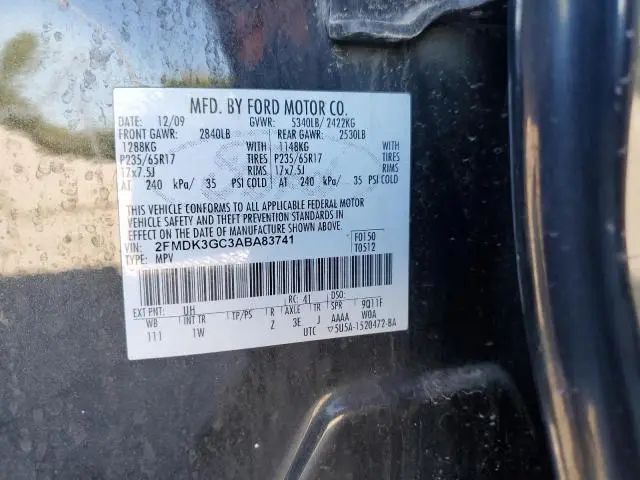 MFD. BY FORD MOTOR CO.
DATE: 12/09 GVWR: 5340LB/ 2422KG
FRONT GAWR: 2840LB REAR GAWR: 2530LB
1288KG WITH 1148KG WITH
P235/65R17 TIRES P235/65R17 TIRES
17x7.5J RIMS 17x7.5J RIMS
AT 240 kPa/ 35 PSI COLD AT 240 kPa/ 35 PSI COLD
THIS VEHICLE CONFORMS TO ALL APPLICABLE FEDERAL MOTOR
VEHICLE SAFETY AND THEFT PREVENTION STANDARDS IN
EFFECT ON THE DATE OF MANUFACTURE SHOWN ABOVE.
VIN: 2FMDK3GC3ABA83741 F0150
TYPE: MPV T0512
EXT PNT: UH RC: 41 DSO: 9Q11F
WB INT TR TP/PS R AXLE TR SPR W0A
111 1W Z 3E J AAAA
UTC ▽5U5A-1520472-BA